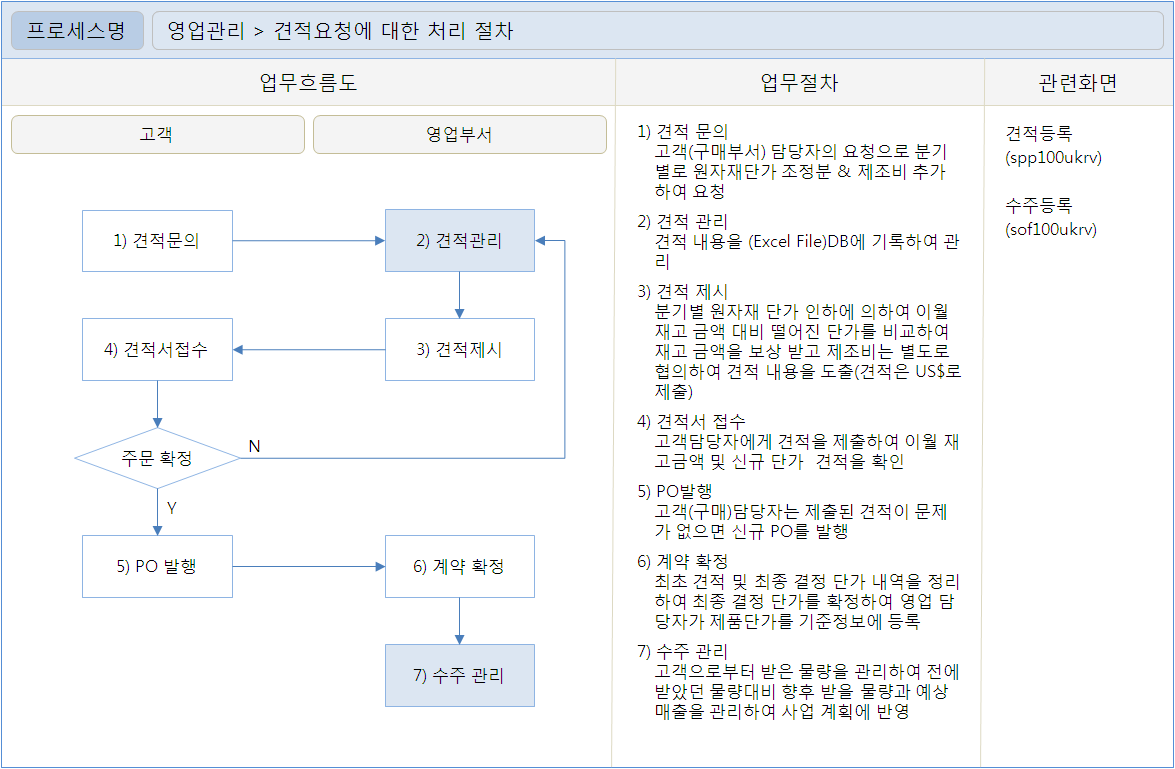 프로세스명
영업관리 > 견적요청에 대한 처리 절차
업무흐름도
업무절차
관련화면
고객
영업부서
1) 견적문의
2) 견적관리
4) 견적서접수
3) 견적제시
주문 확정
N
Y
5) PO 발행
6) 계약 확정
7) 수주 관리
1) 견적 문의
고객(구매부서) 담당자의 요청으로 분기
별로 원자재단가 조정분 & 제조비 추가
하여 요청
2) 견적 관리
견적 내용을 (Excel File)DB에 기록하여 관
리
3) 견적 제시
분기별 원자재 단가 인하에 의하여 이월
재고 금액 대비 떨어진 단가를 비교하여
재고 금액을 보상 받고 제조비는 별도로
협의하여 견적 내용을 도출(견적은 US$로
제출)
4) 견적서 접수
고객담당자에게 견적을 제출하여 이월 재
고금액 및 신규 단가  견적을 확인
5) PO발행
고객(구매)담당자는 제출된 견적이 문제
가 없으면 신규 PO를 발행
6) 계약 확정
최초 견적 및 최종 결정 단가 내역을 정리
하여 최종 결정 단가를 확정하여 영업 담
당자가 제품단가를 기준정보에 등록
7) 수주 관리
고객으로부터 받은 물량을 관리하여 전에
받았던 물량대비 향후 받을 물량과 예상
매출을 관리하여 사업 계획에 반영
견적등록
(spp100ukrv)
수주등록
(sof100ukrv)